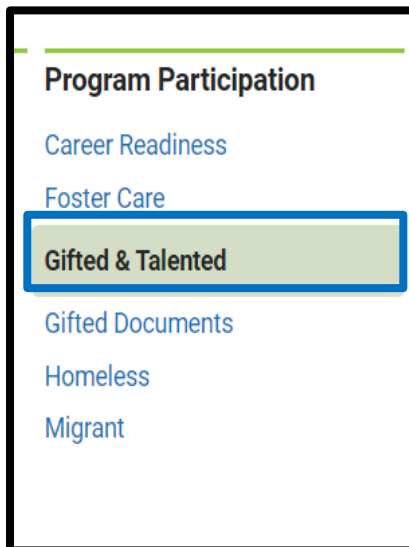 Program Participation
Career Readiness
Foster Care
Gifted & Talented
Gifted Documents
Homeless
Migrant